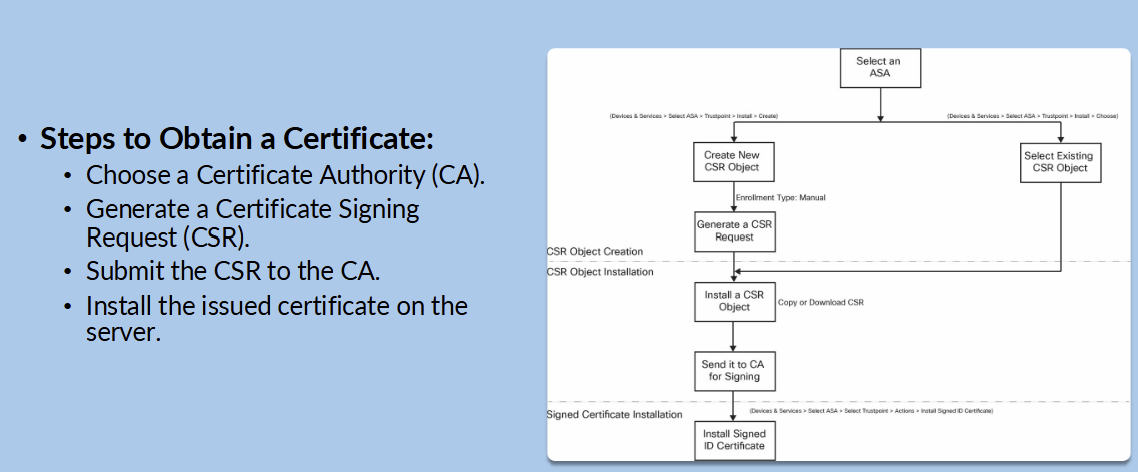 • Steps to Obtain a Certificate:
• Choose a Certificate Authority (CA).
• Generate a Certificate Signing
Request (CSR).
• Submit the CSR to the CA.
• Install the issued certificate on the
server.
Select an
ASA
(Devices & Services > Select ASA > Trustpoint > Install > Create)
(Devices & Services > Select ASA > Trustpoint > Install > Choose)
Create New
CSR Object
Select Existing
CSR Object
Enrollment Type: Manual
Generate a CSR
Request
CSR Object Creation
CSR Object Installation
Install a CSR
Object
Copy or Download CSR
Send it to CA
for Signing
Signed Certificate Installation
(Devices & Services > Select ASA > Select Trustpoint > Actions > Install Signed ID Certificate)
Install Signed
ID Certificate